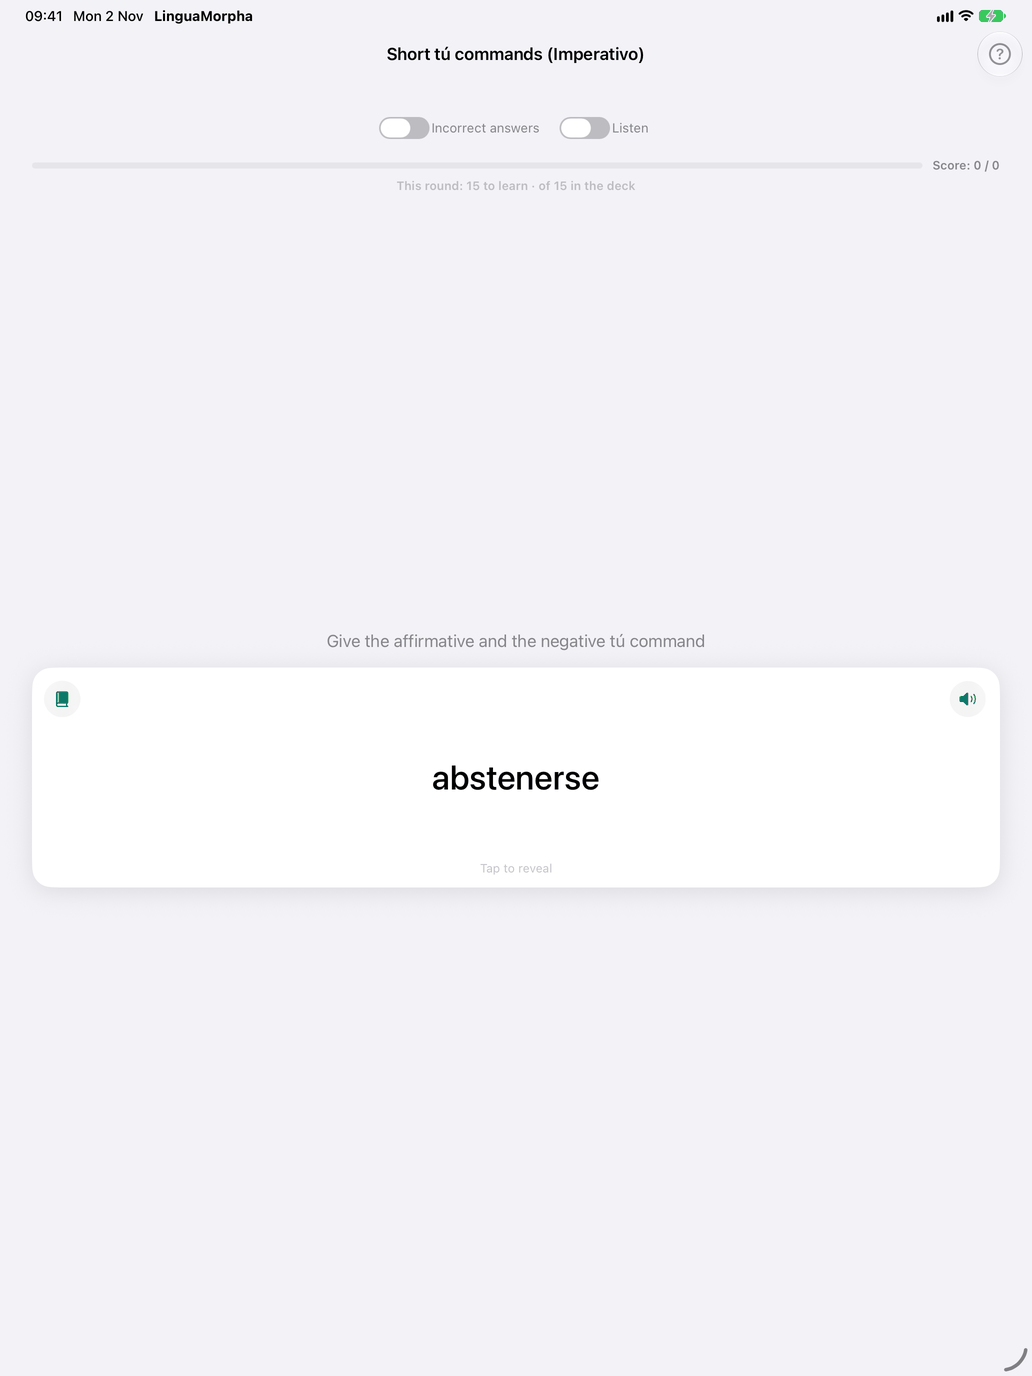 09:41 Mon 2 Nov LinguaMorpha
Short tú commands (Imperativo)
?
Incorrect answers Listen
Score: 0 / 0
This round: 15 to learn · of 15 in the deck
Give the affirmative and the negative tú command
abstenerse
Tap to reveal